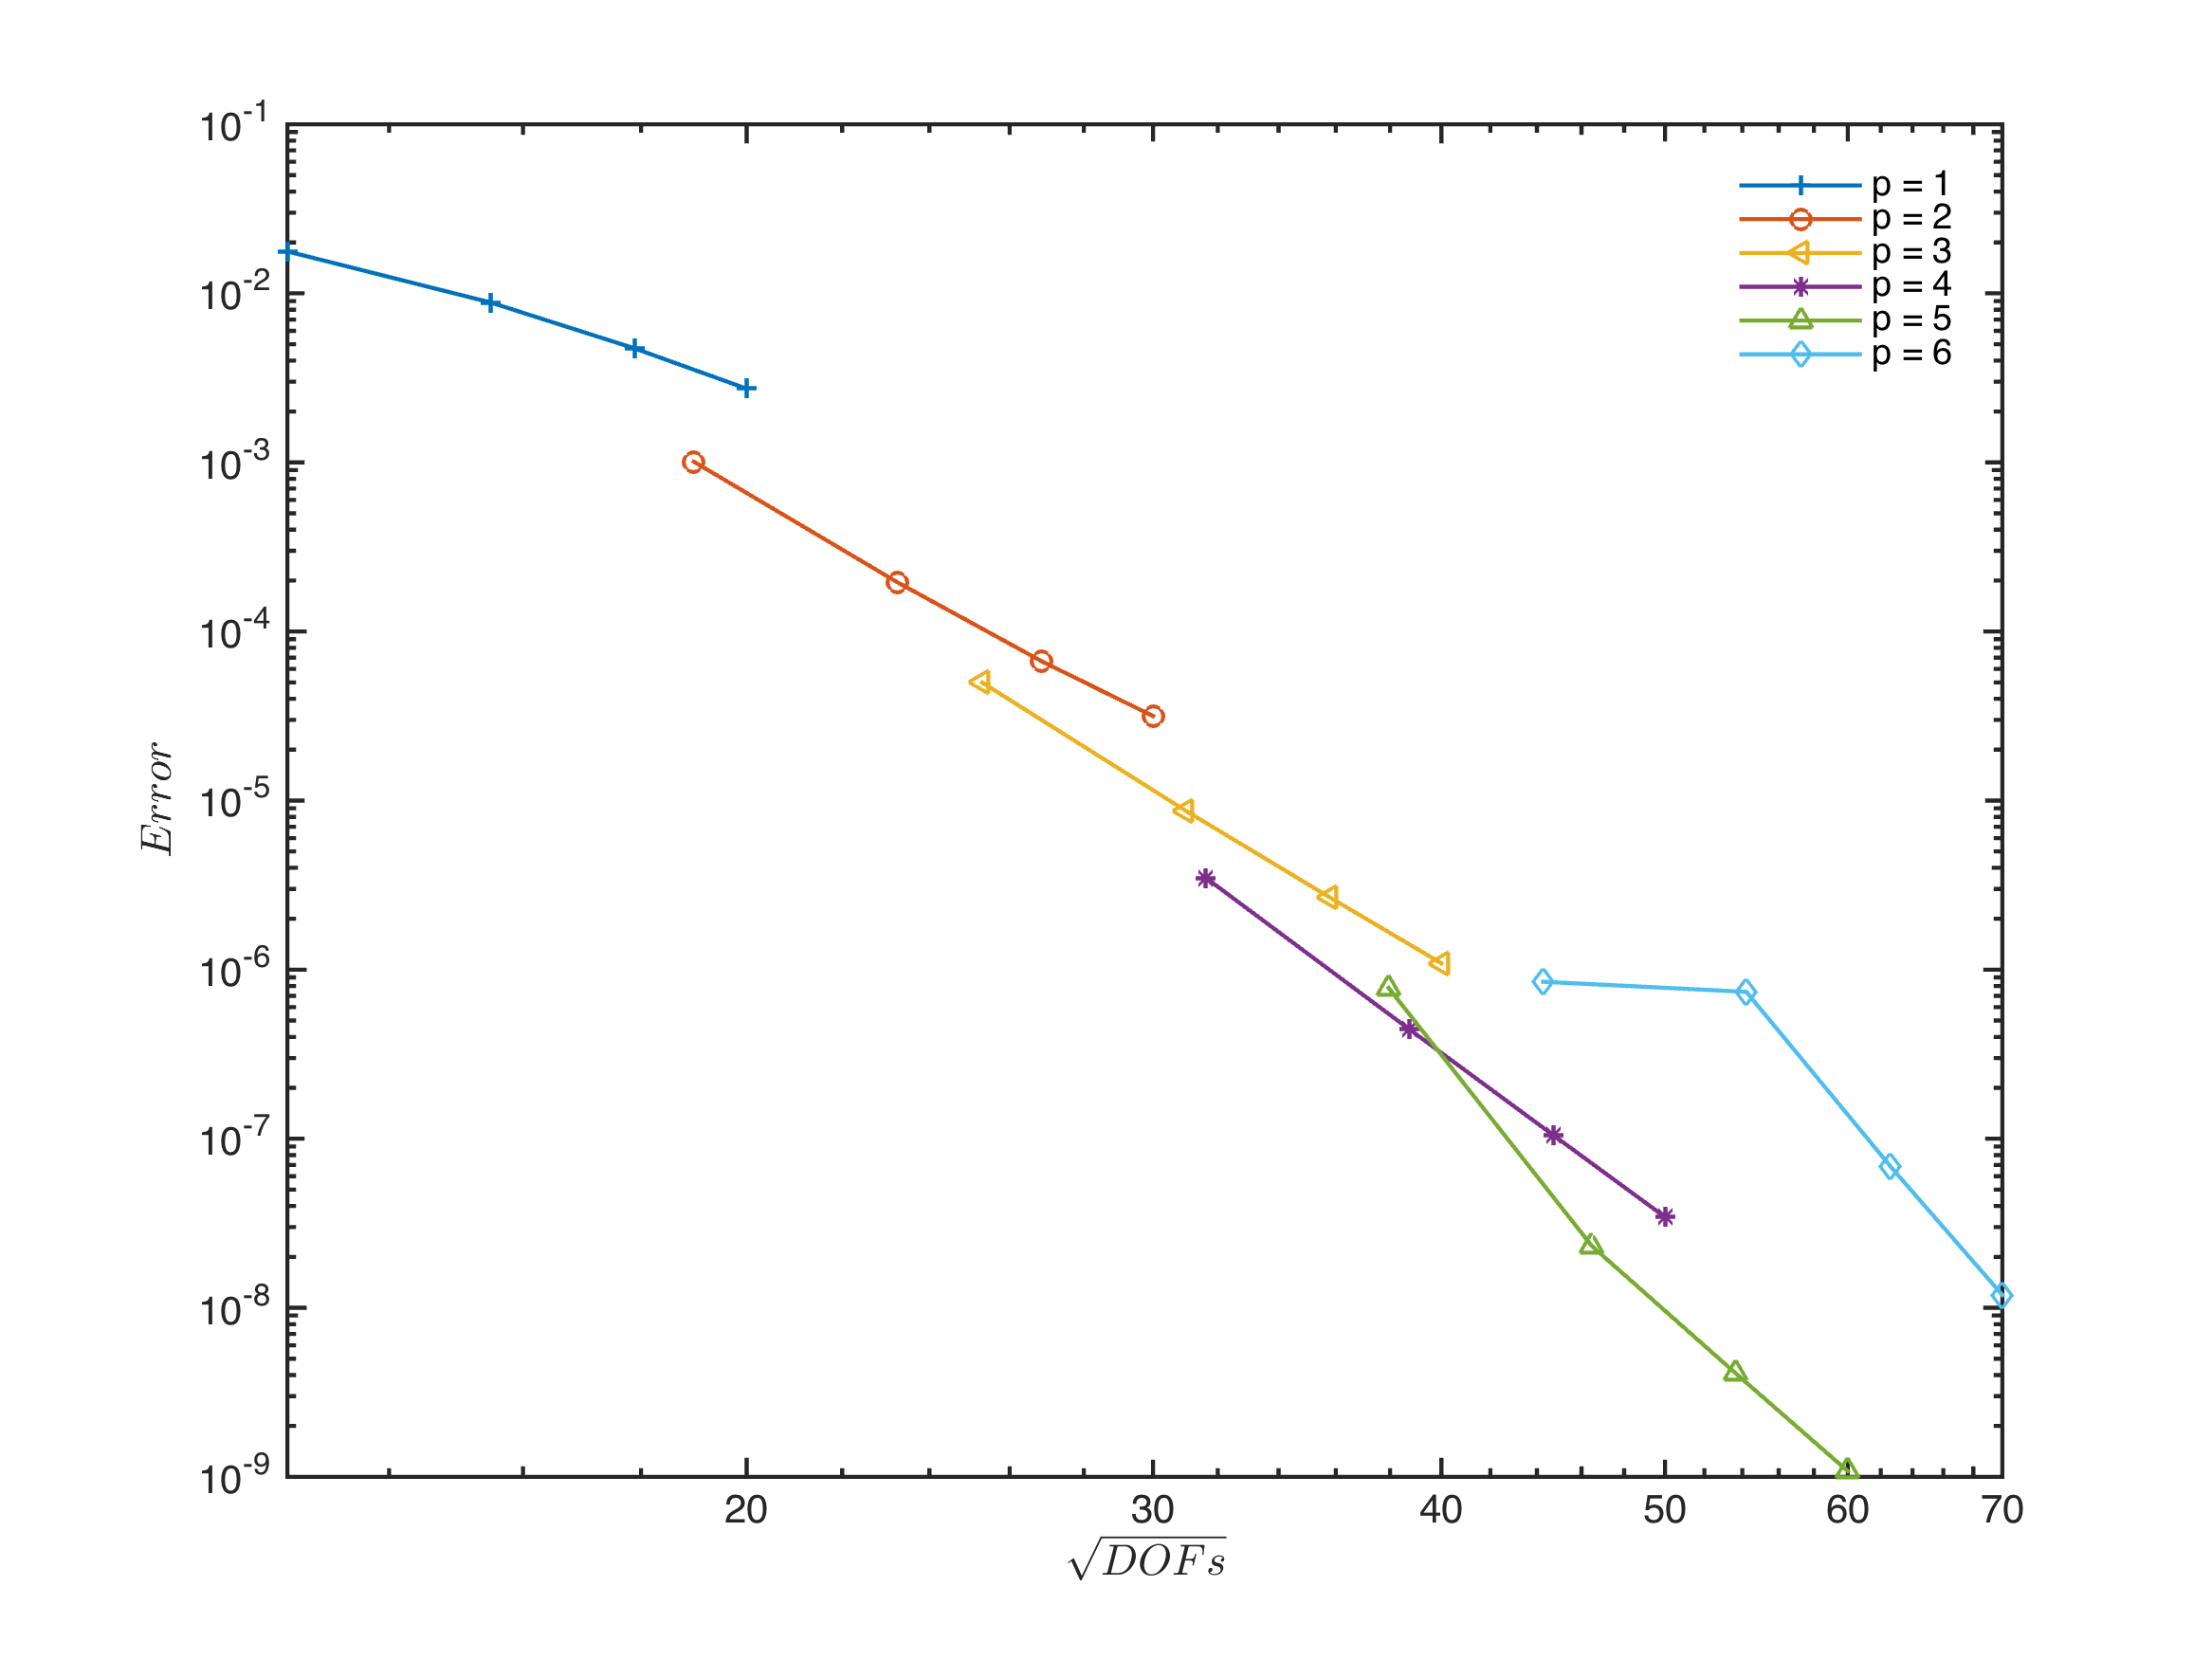 10^-1
10^-2
10^-3
10^-4
10^-5
10^-6
10^-7
10^-8
10^-9
Error
p = 1
p = 2
p = 3
p = 4
p = 5
p = 6
20 30 40 50 60 70
√DOFs